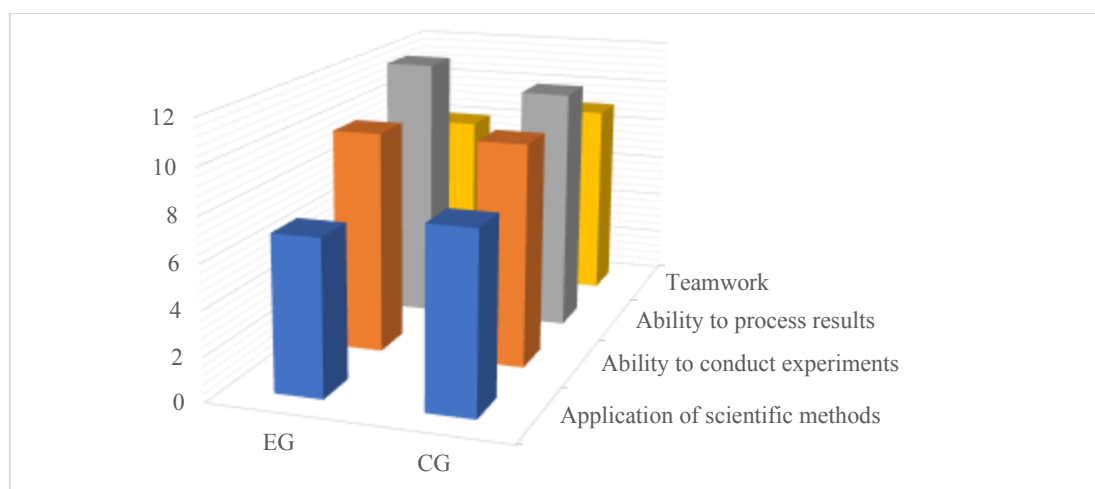 12
10
8
6
4
2
0
EG
CG
Teamwork
Ability to process results
Ability to conduct experiments
Application of scientific methods